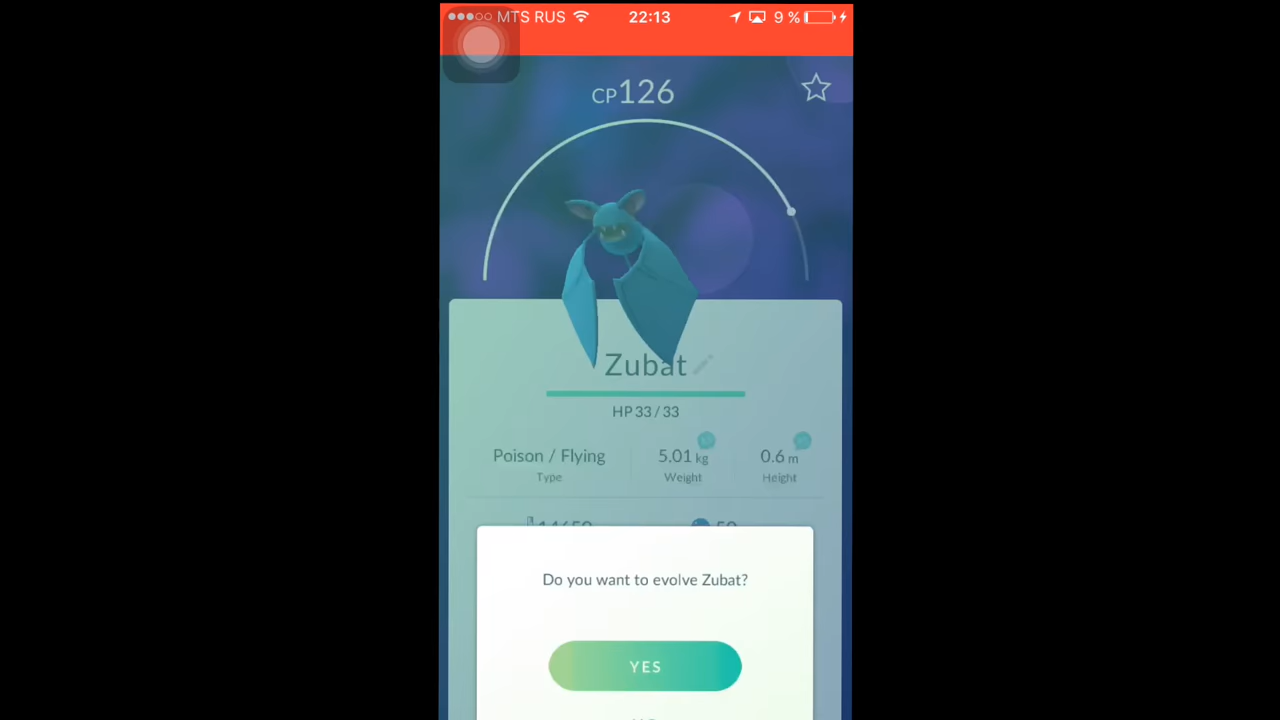 MTS RUS 22:13 9 %
CP126
Zubat
HP 33 / 33
Poison / Flying 5.01 kg 0.6 m
Type Weight Height
Do you want to evolve Zubat?
YES